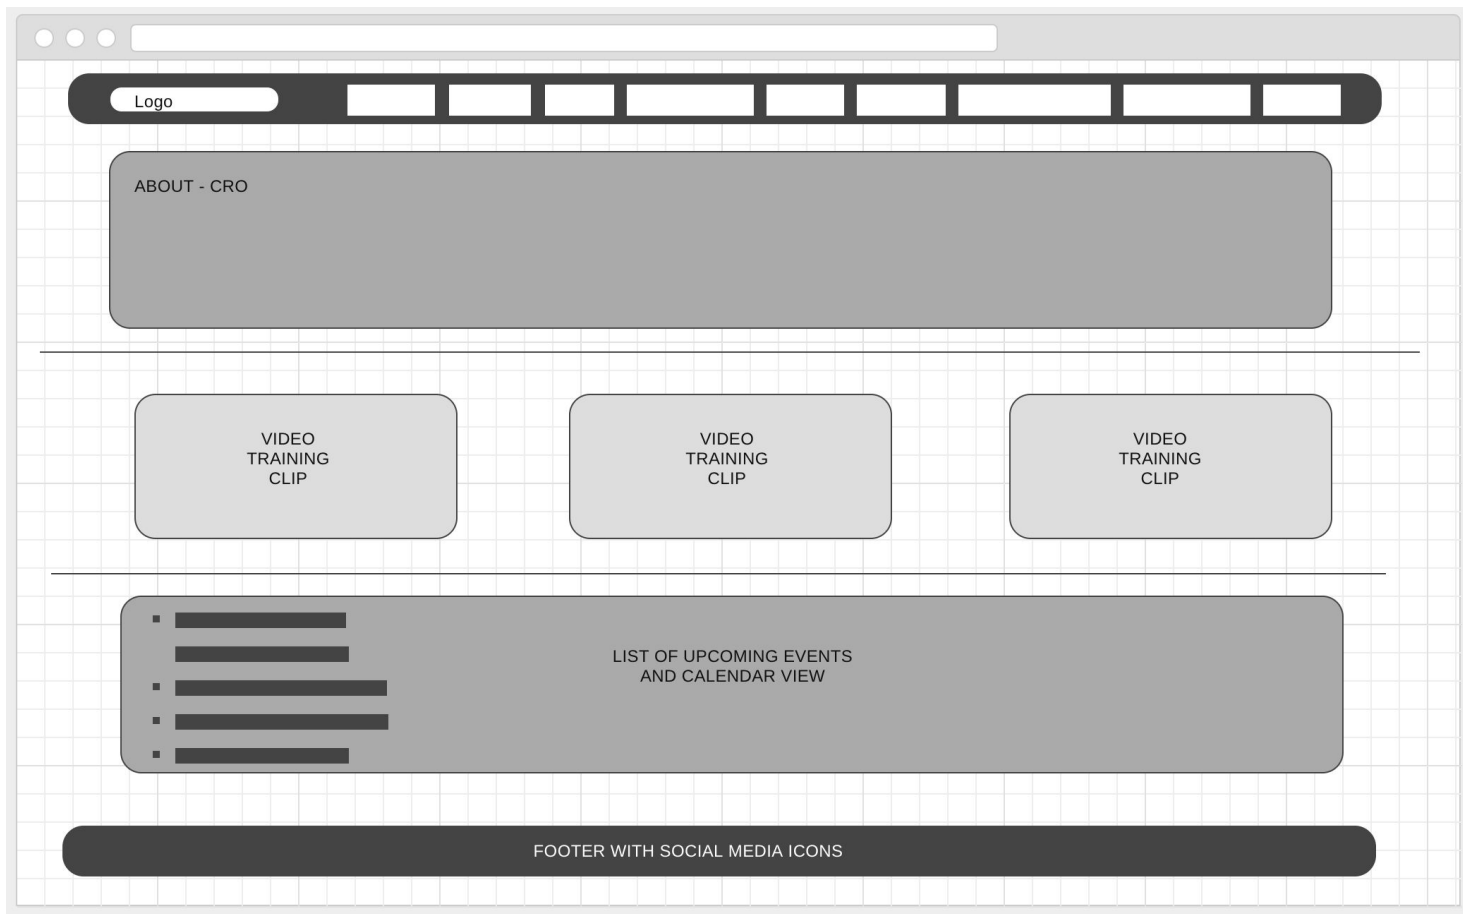 Logo
ABOUT - CRO
VIDEO
TRAINING
CLIP
VIDEO
TRAINING
CLIP
VIDEO
TRAINING
CLIP
LIST OF UPCOMING EVENTS
AND CALENDAR VIEW
FOOTER WITH SOCIAL MEDIA ICONS